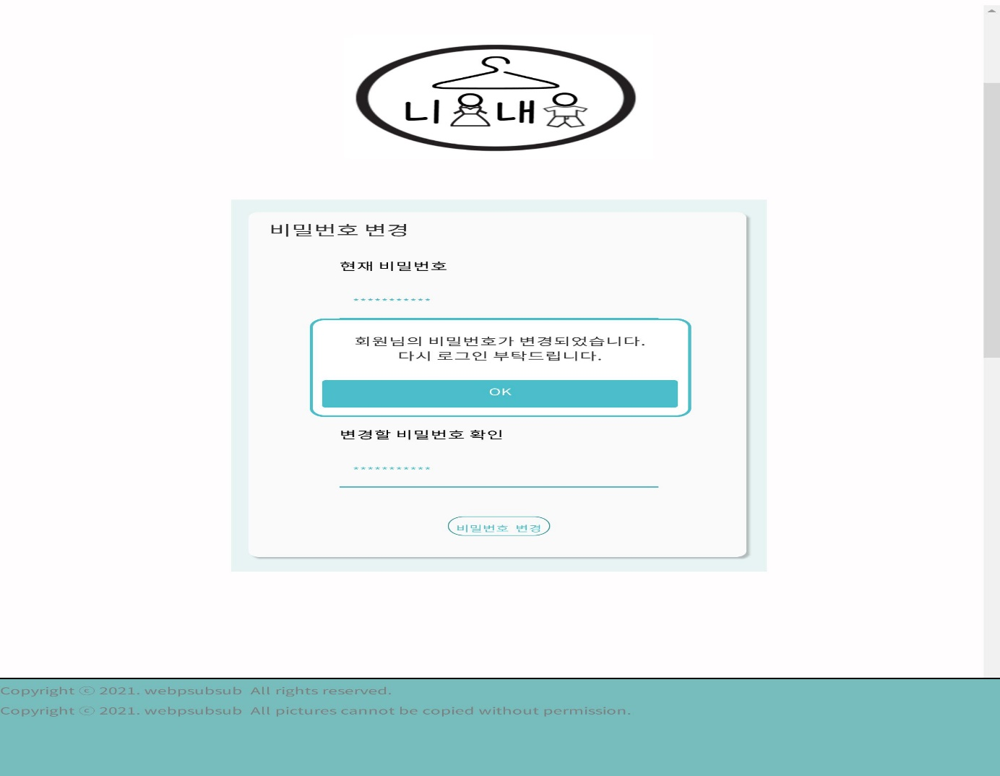 니옷내옷
비밀번호 변경
현재 비밀번호
***********
회원님의 비밀번호가 변경되었습니다.
다시 로그인 부탁드립니다.
OK
변경할 비밀번호 확인
***********
비밀번호 변경
Copyright ⓒ 2021. webpsubsub All rights reserved.
Copyright ⓒ 2021. webpsubsub All pictures cannot be copied without permission.